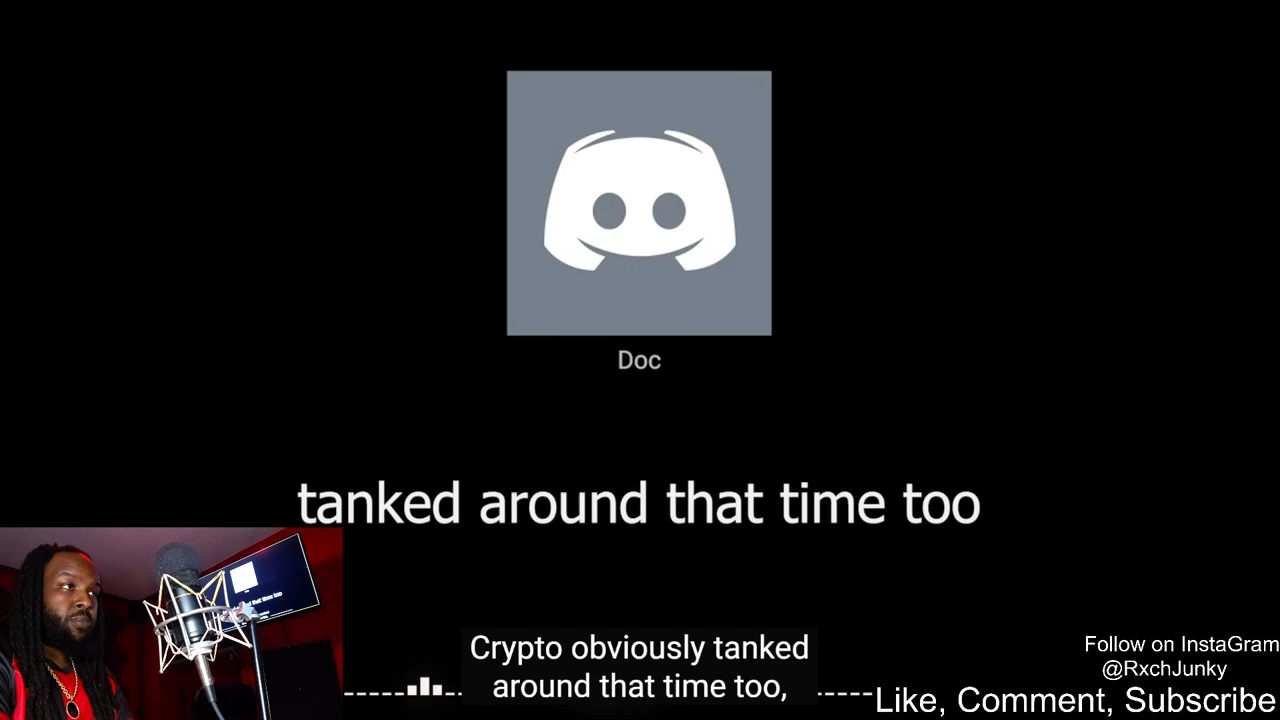 Doc
tanked around that time too
Crypto obviously tanked
around that time too,
Follow on InstaGram
@RxchJunky
Like, Comment, Subscribe